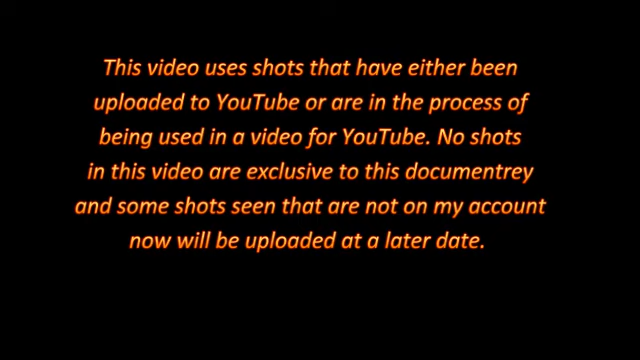 This video uses shots that have either been
uploaded to YouTube or are in the process of
being used in a video for YouTube. No shots
in this video are exclusive to this documentrey
and some shots seen that are not on my account
now will be uploaded at a later date.